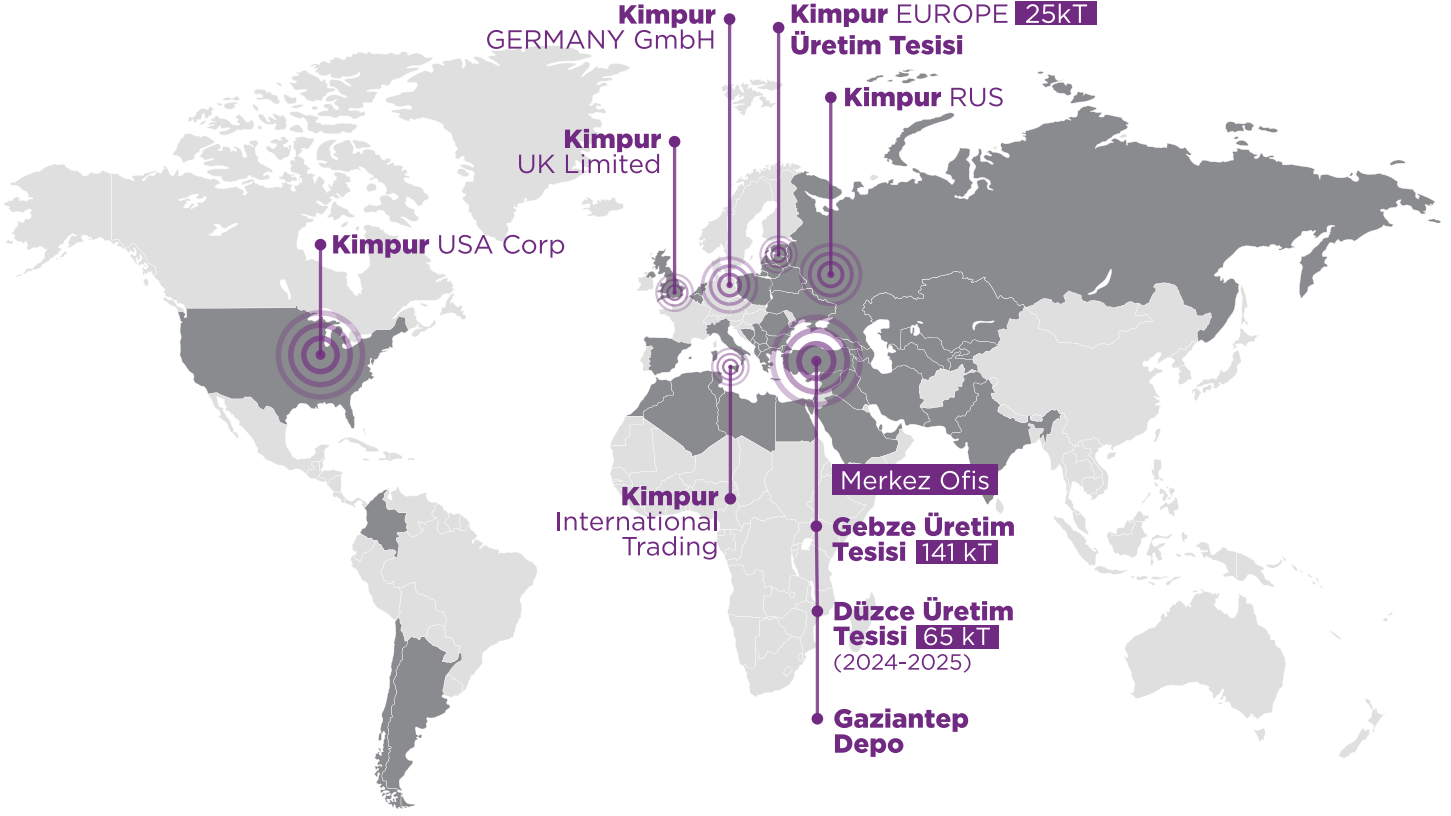 Kimpur
GERMANY GmbH
Kimpur EUROPE 25kT
Üretim Tesisi
Kimpur RUS
Kimpur
UK Limited
Kimpur USA Corp
Merkez Ofis
Kimpur
International
Trading
Gebze Üretim
Tesisi 141 kT
Düzce Üretim
Tesisi 65 kT
(2024-2025)
Gaziantep
Depo